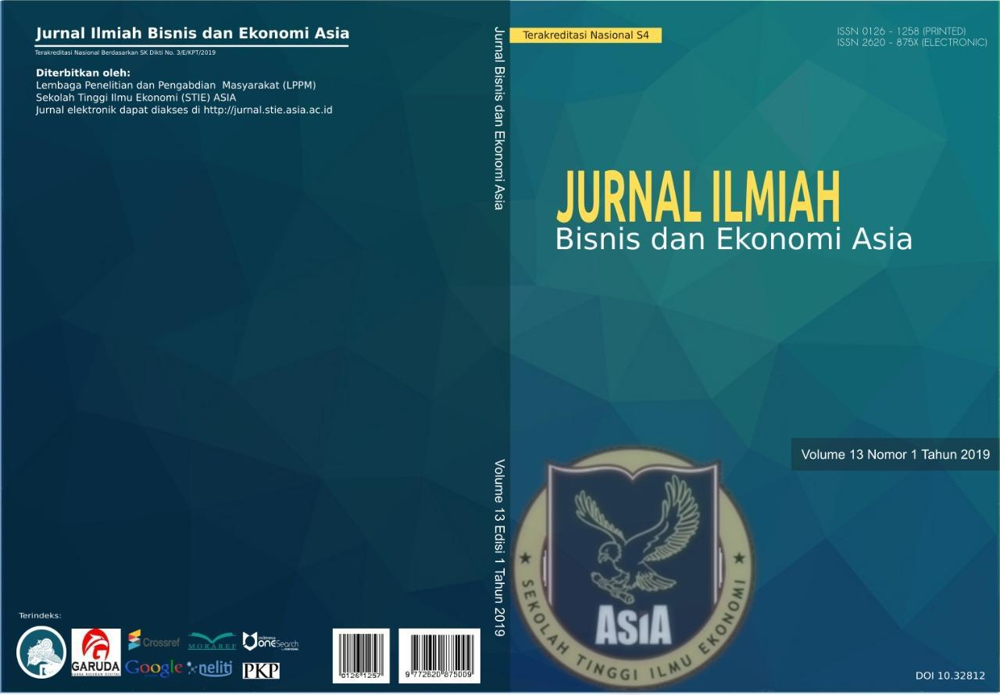 Jurnal Ilmiah Bisnis dan Ekonomi Asia
Terakreditasi Nasional Berdasarkan SK Dikti No. 3/E/KPT/2019
Diterbitkan oleh:
Lembaga Penelitian dan Pengabdian  Masyarakat (LPPM)
Sekolah Tinggi Ilmu Ekonomi (STIE) ASIA
Jurnal elektronik dapat diakses di http://jurnal.stie.asia.ac.id
Terindeks:
GARUDA
GARBA RUJUKAN DIGITAL
Crossref
MORAREF
OneSearch
Google
neliti
PKP
0126 1257
9 772620 875009
Jurnal Bisnis dan Ekonomi Asia
Volume 13 Edisi 1 Tahun 2019
Terakreditasi Nasional S4
ISSN 0126 - 1258 (PRINTED)
ISSN 2620 - 875X (ELECTRONIC)
JURNAL ILMIAH
Bisnis dan Ekonomi Asia
Volume 13 Nomor 1 Tahun 2019
ASiA
SEKOLAH TINGGI ILMU EKONOMI
DOI 10.32812